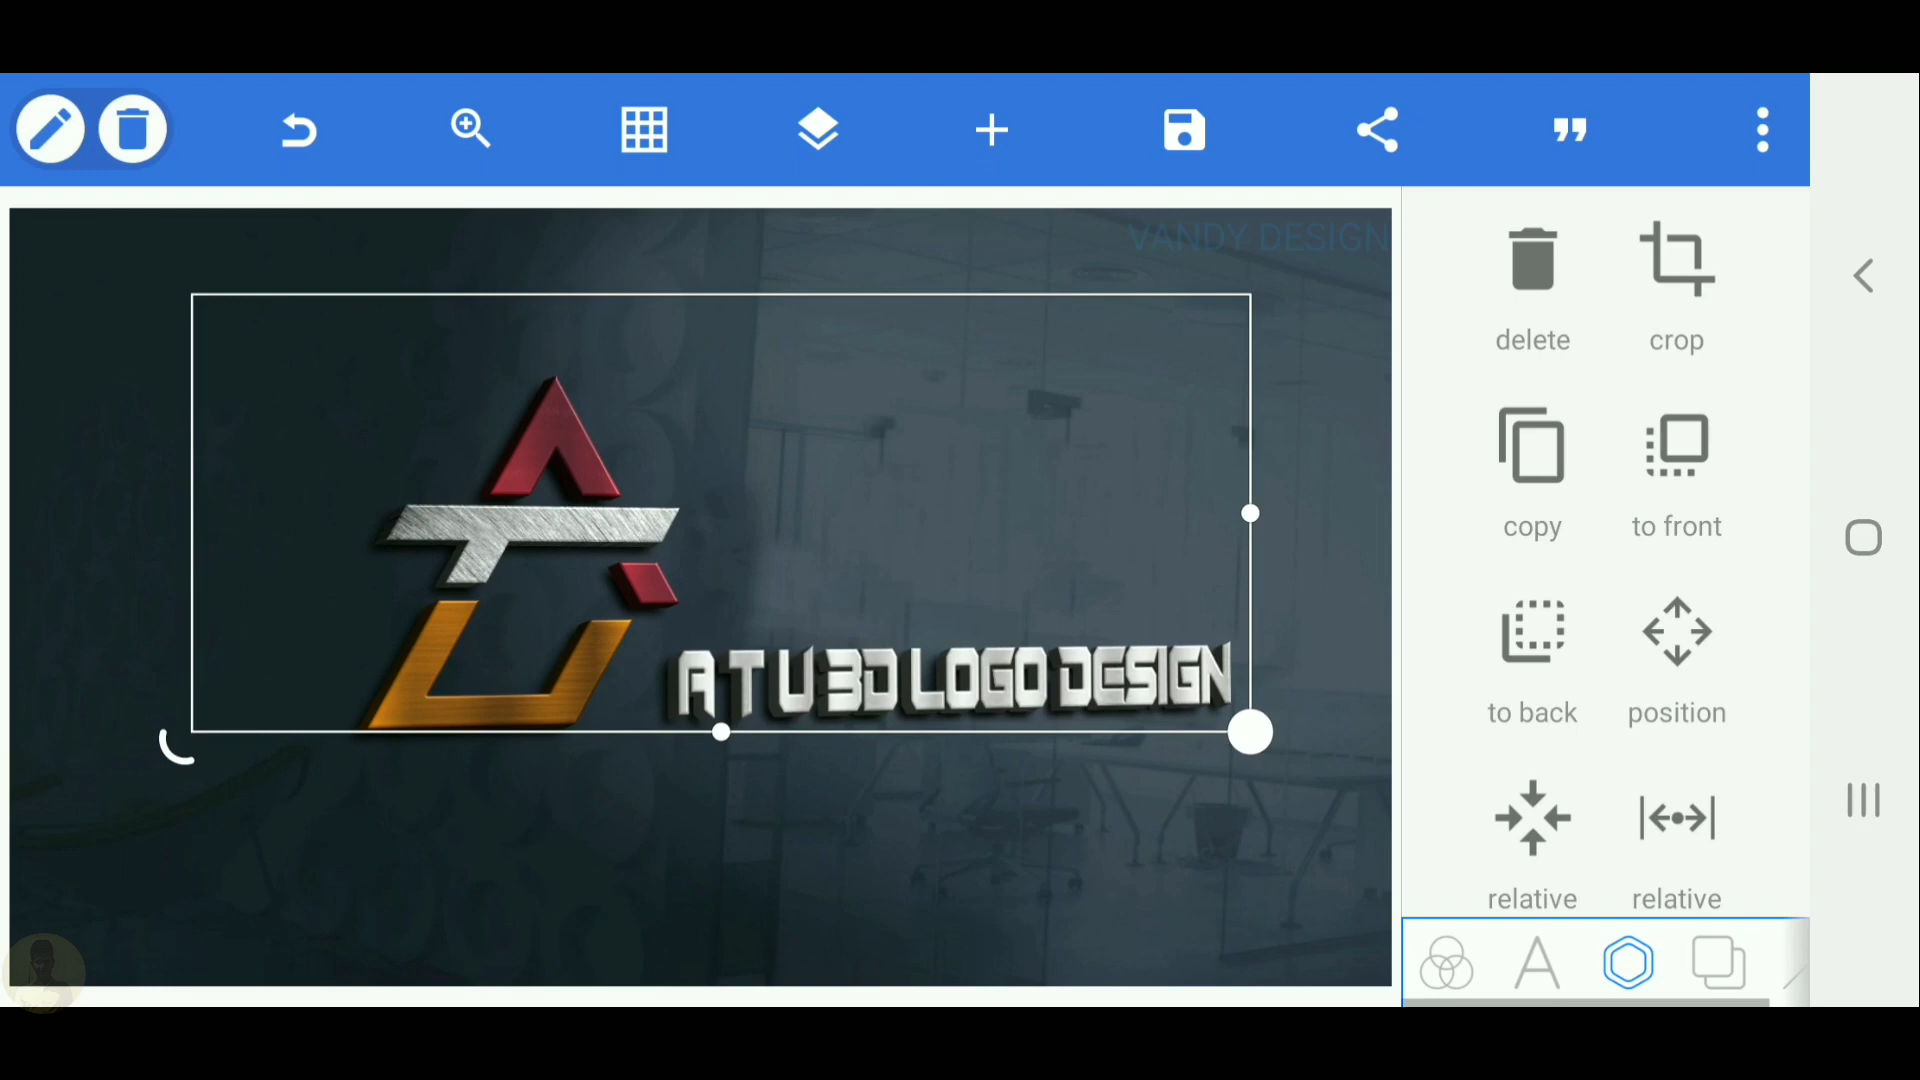 VANDY DESIGN
A T U 3D LOGO DESIGN
delete crop
copy to front
to back position
relative relative